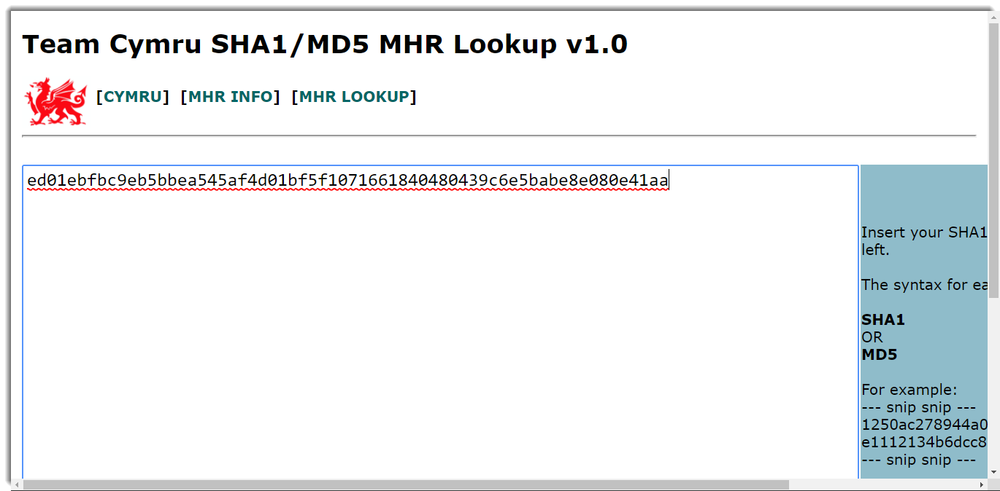 Team Cymru SHA1/MD5 MHR Lookup v1.0
[CYMRU] [MHR INFO] [MHR LOOKUP]
ed01ebfbc9eb5bbea545af4d01bf5f1071661840480439c6e5babe8e080e41aa
Insert your SHA1
left.
The syntax for ea
SHA1
OR
MD5
For example:
--- snip snip ---
1250ac278944a0
e1112134b6dcc8
--- snip snip ---